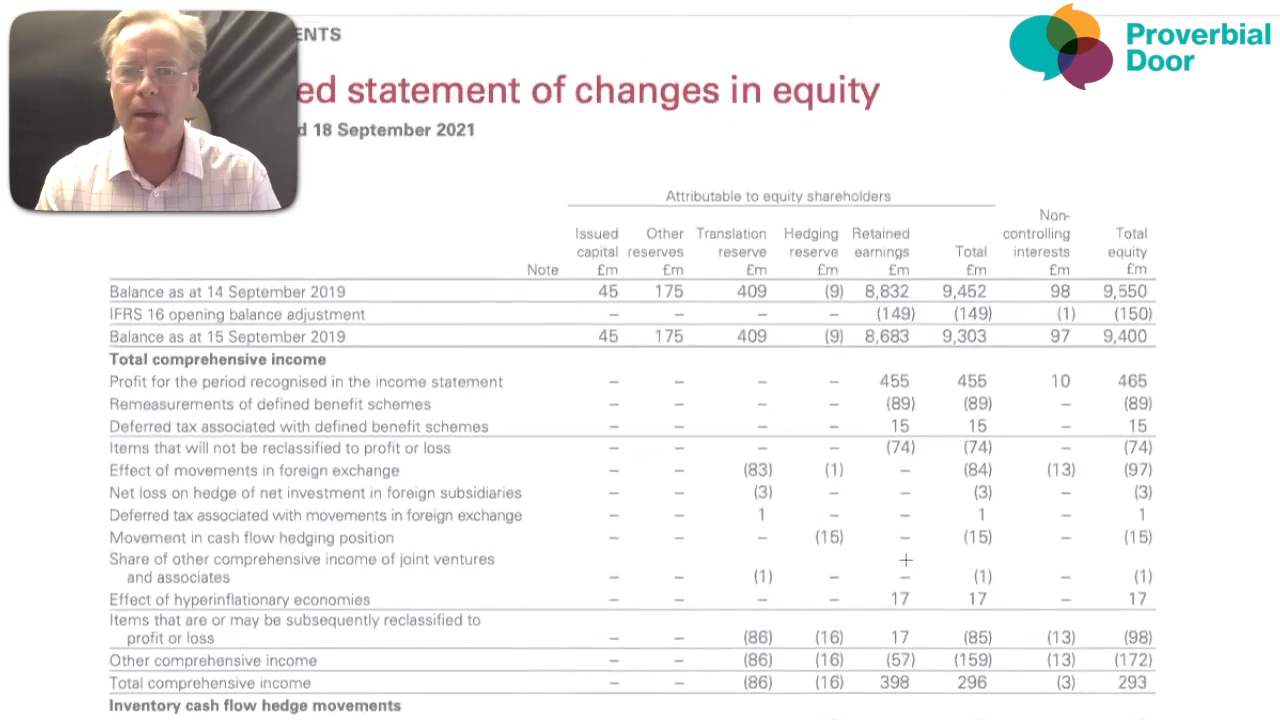 ENTS
Proverbial
Door
ed statement of changes in equity
d 18 September 2021
Attributable to equity shareholders
Non-
Issued Other Translation Hedging Retained controlling Total
capital reserves reserve reserve earnings Total interests equity
Note £m £m £m £m £m £m £m £m
Balance as at 14 September 2019 45 175 409 (9) 8,832 9,452 98 9,550
IFRS 16 opening balance adjustment – – – – (149) (149) (1) (150)
Balance as at 15 September 2019 45 175 409 (9) 8,683 9,303 97 9,400
Total comprehensive income
Profit for the period recognised in the income statement – – – – 455 455 10 465
Remeasurements of defined benefit schemes – – – – (89) (89) – (89)
Deferred tax associated with defined benefit schemes – – – – 15 15 – 15
Items that will not be reclassified to profit or loss – – – – (74) (74) – (74)
Effect of movements in foreign exchange – – (83) (1) – (84) (13) (97)
Net loss on hedge of net investment in foreign subsidiaries – – (3) – – (3) – (3)
Deferred tax associated with movements in foreign exchange – – 1 – – 1 – 1
Movement in cash flow hedging position – – – (15) – (15) – (15)
Share of other comprehensive income of joint ventures
and associates – – (1) – – (1) – (1)
Effect of hyperinflationary economies – – – – 17 17 – 17
Items that are or may be subsequently reclassified to
profit or loss – – (86) (16) 17 (85) (13) (98)
Other comprehensive income – – (86) (16) (57) (159) (13) (172)
Total comprehensive income – – (86) (16) 398 296 (3) 293
Inventory cash flow hedge movements